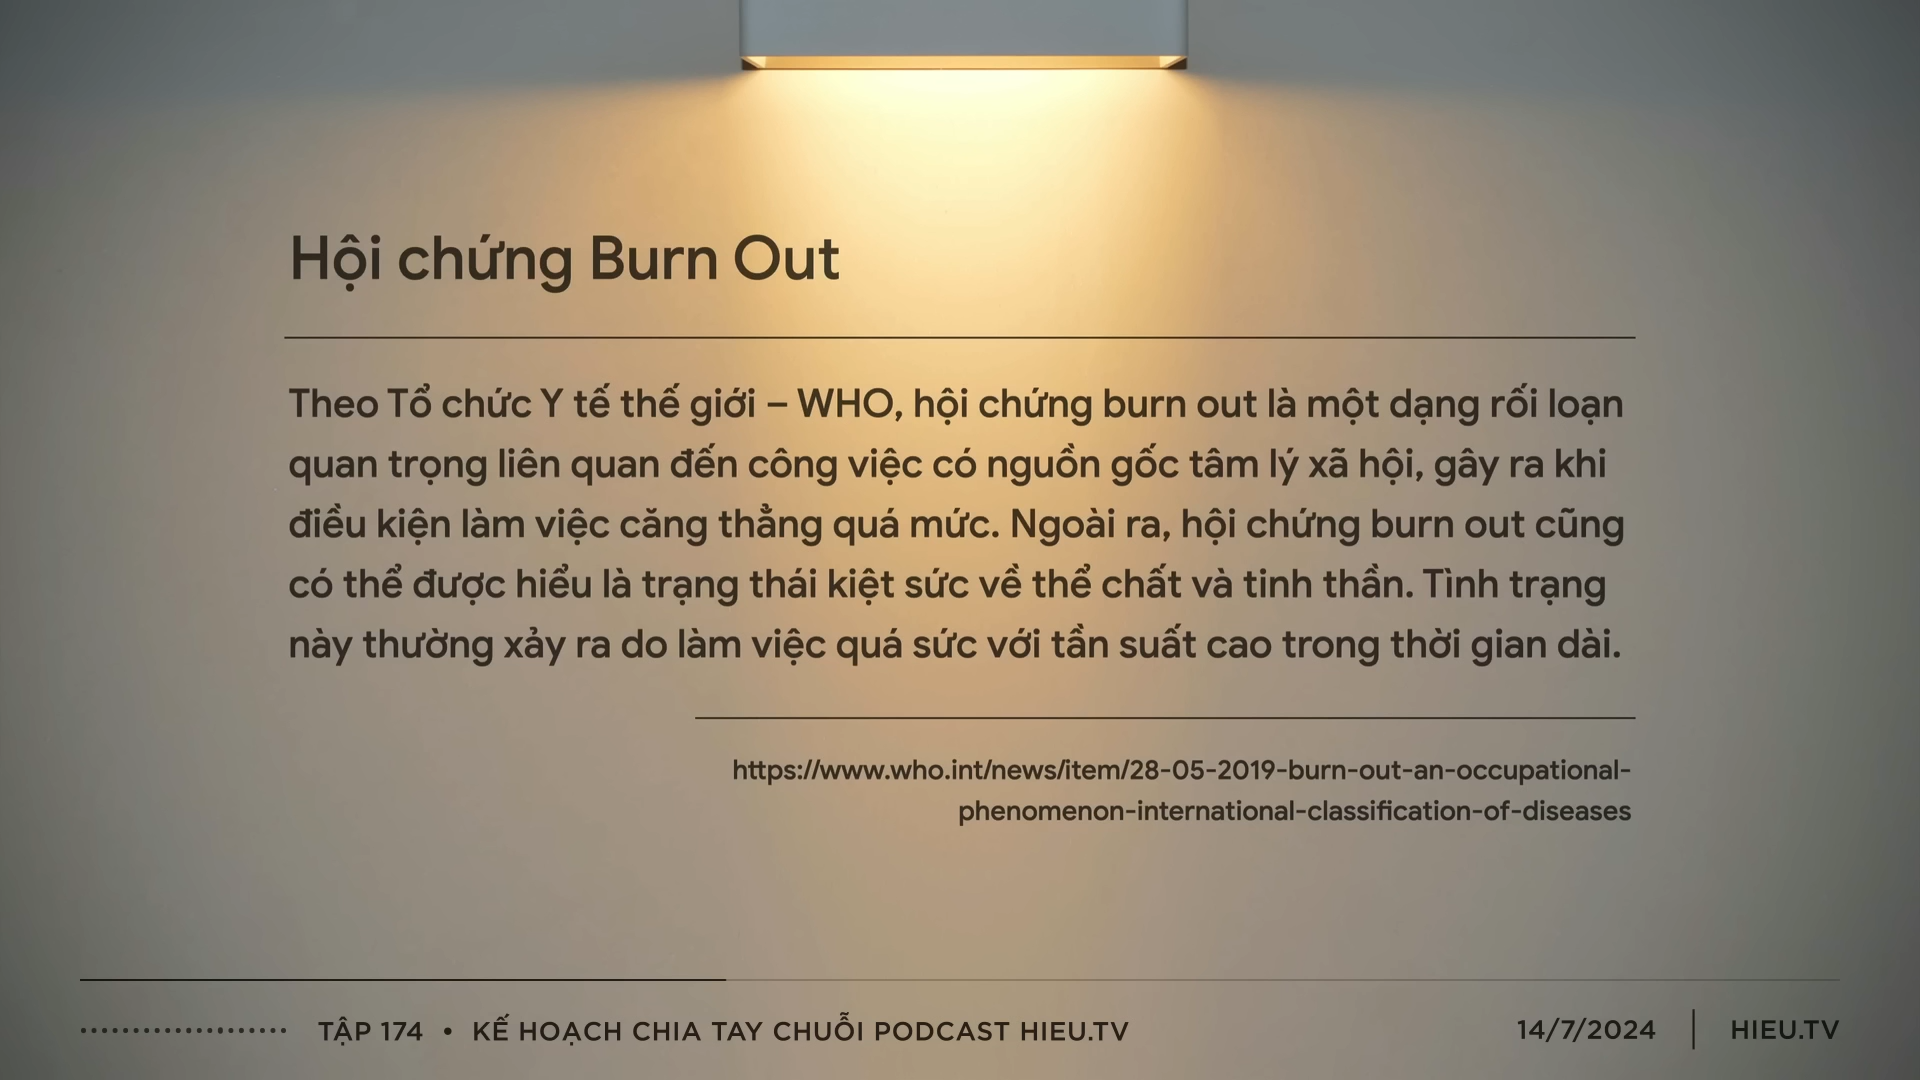 Hội chứng Burn Out
Theo Tổ chức Y tế thế giới – WHO, hội chứng burn out là một dạng rối loạn
quan trọng liên quan đến công việc có nguồn gốc tâm lý xã hội, gây ra khi
điều kiện làm việc căng thẳng quá mức. Ngoài ra, hội chứng burn out cũng
có thể được hiểu là trạng thái kiệt sức về thể chất và tinh thần. Tình trạng
này thường xảy ra do làm việc quá sức với tần suất cao trong thời gian dài.
https://www.who.int/news/item/28-05-2019-burn-out-an-occupational-
phenomenon-international-classification-of-diseases
TẬP 174 • KẾ HOẠCH CHIA TAY CHUỖI PODCAST HIEU.TV
14/7/2024 | HIEU.TV